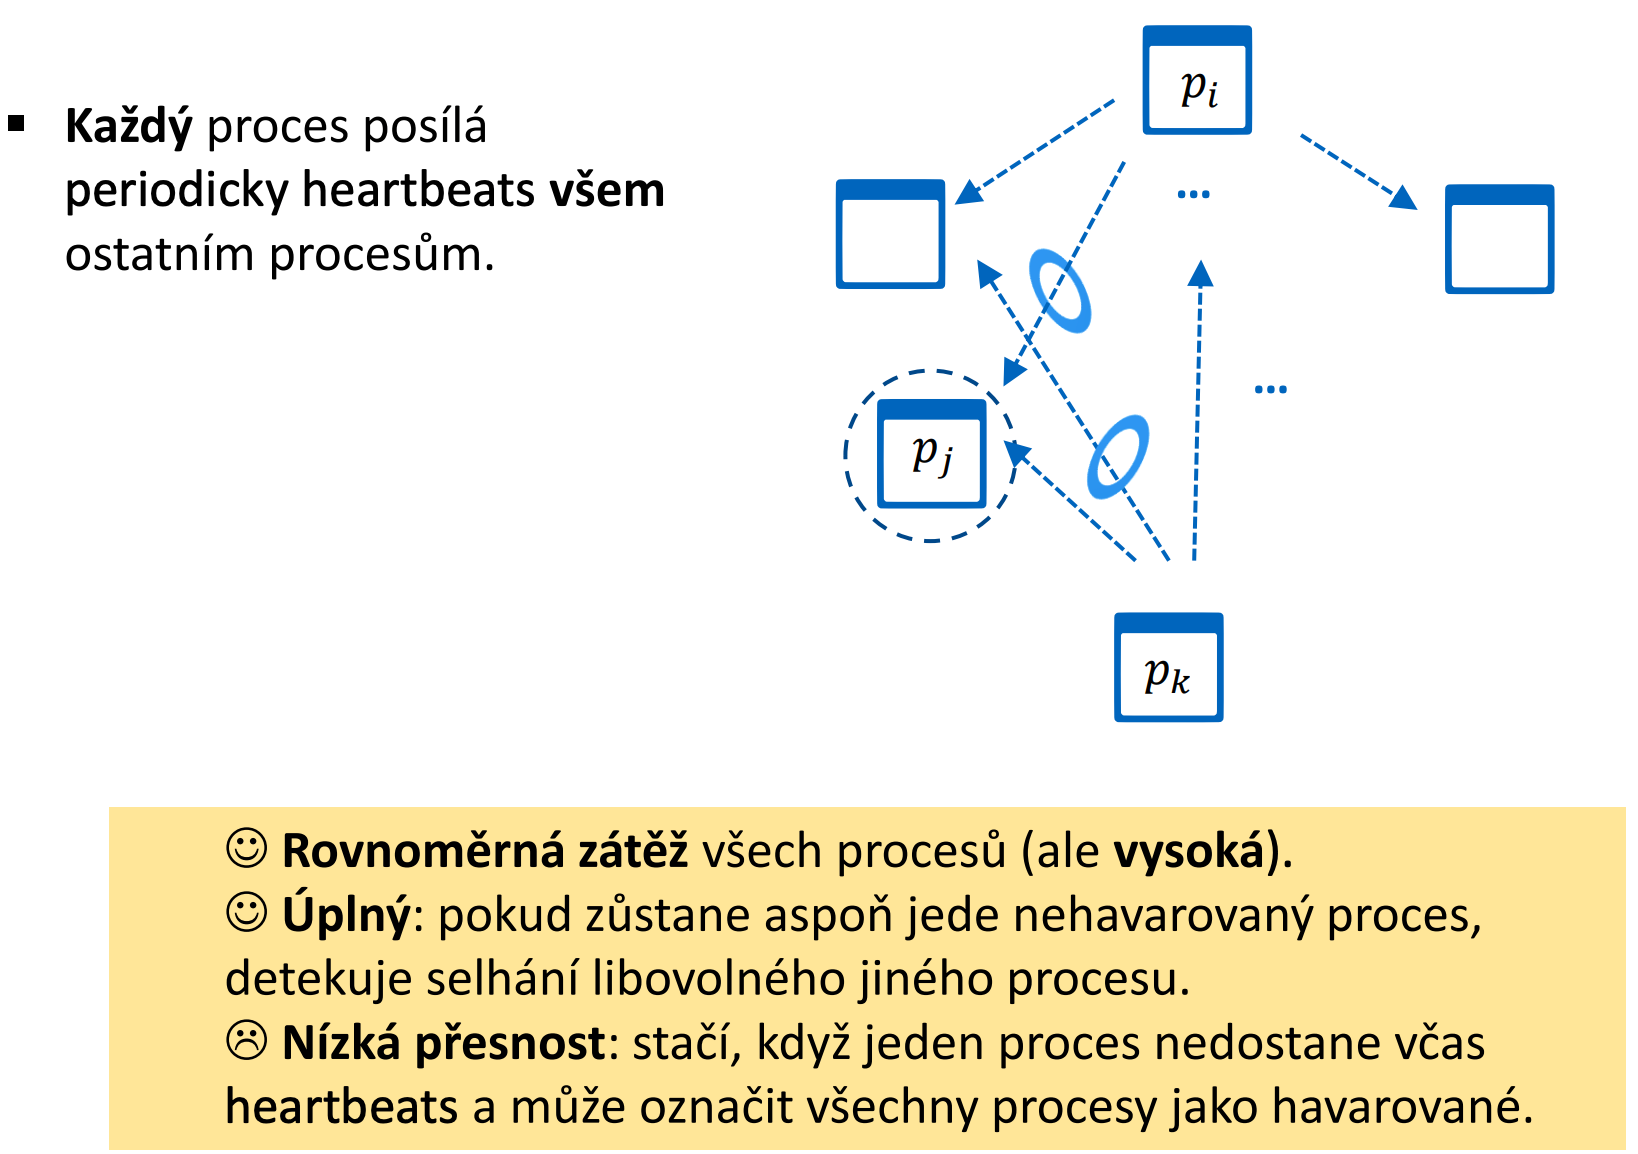 ▪ Každý proces posílá
periodicky heartbeats všem
ostatním procesům.
p_i
...
...
p_j
p_k
☺ Rovnoměrná zátěž všech procesů (ale vysoká).
☺ Úplný: pokud zůstane aspoň jede nehavarovaný proces,
detekuje selhání libovolného jiného procesu.
☹ Nízká přesnost: stačí, když jeden proces nedostane včas
heartbeats a může označit všechny procesy jako havarované.